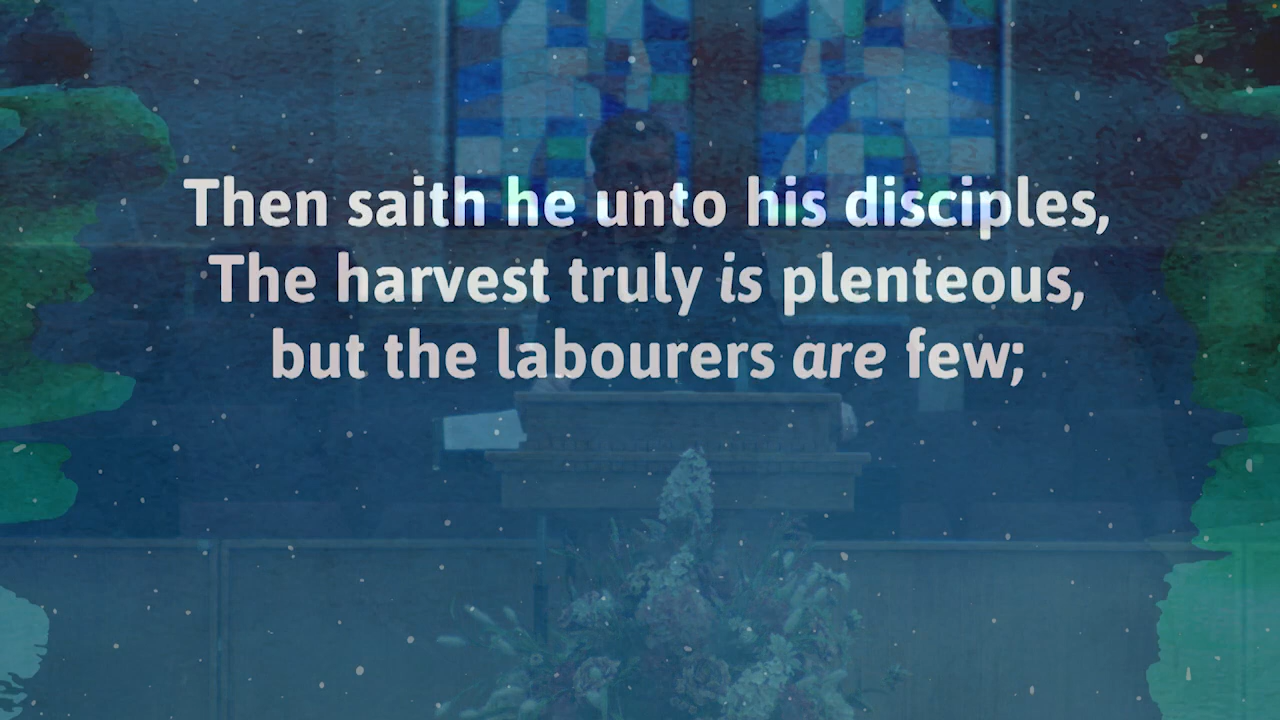 Then saith he unto his disciples,
The harvest truly is plenteous,
but the labourers are few;